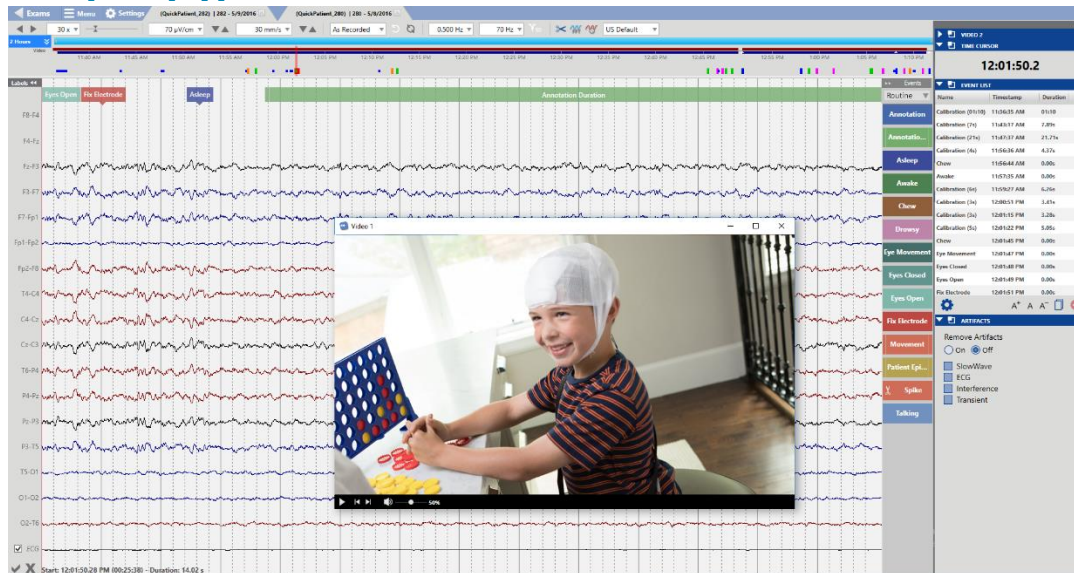 Exams Menu Settings (QuickPatient_282) | 282 - 5/9/2016 (QuickPatient_280) | 281 - 5/8/2016
30 x 70 µV/cm 30 mm/s As Recorded 0.500 Hz 70 Hz US Default
2 Hours
Video
11:40 AM 11:45 AM 11:50 AM 11:55 AM 12:01 PM 12:05 PM 12:10 PM 12:15 PM 12:21 PM 12:25 PM 12:30 PM 12:35 PM 12:41 PM 12:45 PM 12:51 PM 12:55 PM 1:00 PM 1:05 PM 1:10 PM
Labels Events
Eyes Open Fix Electrode Asleep Annotation Duration Routine
F8-F4
F4-Fz
Fz-F3
F3-F7
F7-Fp1
Fp1-Fp2
Fp2-F8
T4-C4
C4-Cz
Cz-C3
T6-P4
P4-Pz
Pz-P3
P3-T5
T5-O1
O1-O2
O2-T6
ECG
Start: 12:01:50.28 PM (00:25:38) - Duration: 14.02 s
Video 1
50%
Annotation
Annotatio...
Asleep
Awake
Chew
Drowsy
Eye Movement
Eyes Closed
Eyes Open
Fix Electrode
Movement
Patient Epi...
Spike
Talking
VIDEO 2
TIME CURSOR
12:01:50.2
EVENT LIST
Name Timestamp Duration
Calibration (01:10) 11:36:35 AM 01:10
Calibration (7s) 11:43:17 AM 7.09s
Calibration (21s) 11:47:37 AM 21.71s
Calibration (4s) 11:56:36 AM 4.37s
Chew 11:56:44 AM 0.00s
Awake 11:57:35 AM 0.00s
Calibration (6s) 11:59:27 AM 6.26s
Calibration (3s) 12:00:51 PM 3.41s
Calibration (5s) 12:01:15 PM 5.20s
Calibration (5s) 12:01:22 PM 5.05s
Chew 12:01:45 PM 0.00s
Eye Movement 12:01:47 PM 0.00s
Eyes Closed 12:01:48 PM 0.00s
Eyes Open 12:01:49 PM 0.00s
Fix Electrode 12:01:51 PM 0.00s
A+ A A-
ARTIFACTS
Remove Artifacts
On Off
SlowWave
ECG
Interference
Transient